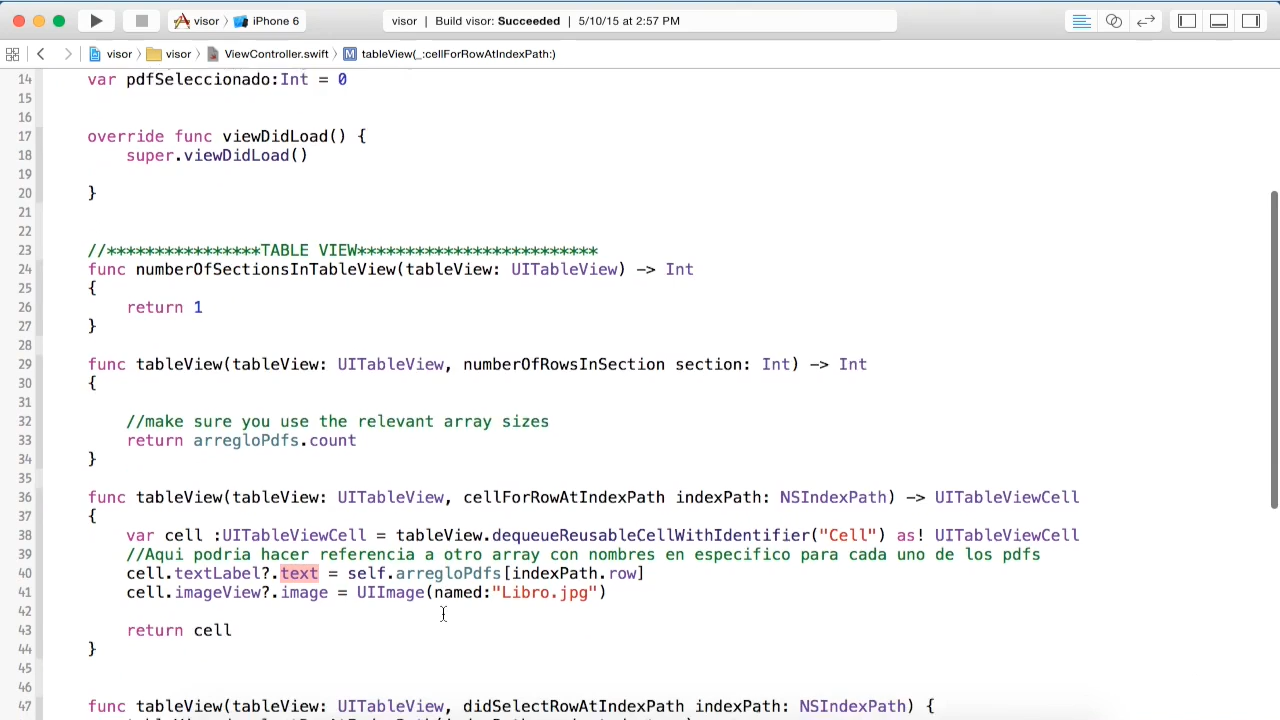 visor iPhone 6 visor | Build visor: Succeeded | 5/10/15 at 2:57 PM
visor visor ViewController.swift M tableView(_:cellForRowAtIndexPath:)
14 var pdfSeleccionado:Int = 0
15
16
17 override func viewDidLoad() {
18 super.viewDidLoad()
19
20 }
21
22
23 //****************TABLE VIEW*************************
24 func numberOfSectionsInTableView(tableView: UITableView) -> Int
25 {
26 return 1
27 }
28
29 func tableView(tableView: UITableView, numberOfRowsInSection section: Int) -> Int
30 {
31
32 //make sure you use the relevant array sizes
33 return arregloPdfs.count
34 }
35
36 func tableView(tableView: UITableView, cellForRowAtIndexPath indexPath: NSIndexPath) -> UITableViewCell
37 {
38 var cell :UITableViewCell = tableView.dequeueReusableCellWithIdentifier("Cell") as! UITableViewCell
39 //Aqui podria hacer referencia a otro array con nombres en especifico para cada uno de los pdfs
40 cell.textLabel?.text = self.arregloPdfs[indexPath.row]
41 cell.imageView?.image = UIImage(named:"Libro.jpg")
42
43 return cell
44 }
45
46
47 func tableView(tableView: UITableView, didSelectRowAtIndexPath indexPath: NSIndexPath) {